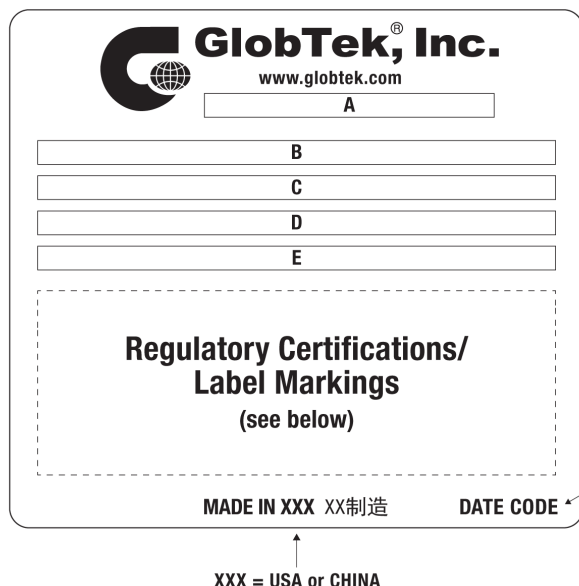 GlobTek,® Inc.
www.globtek.com
A
B
C
D
E
Regulatory Certifications/
Label Markings
(see below)
MADE IN XXX XX制造 DATE CODE
XXX = USA or CHINA